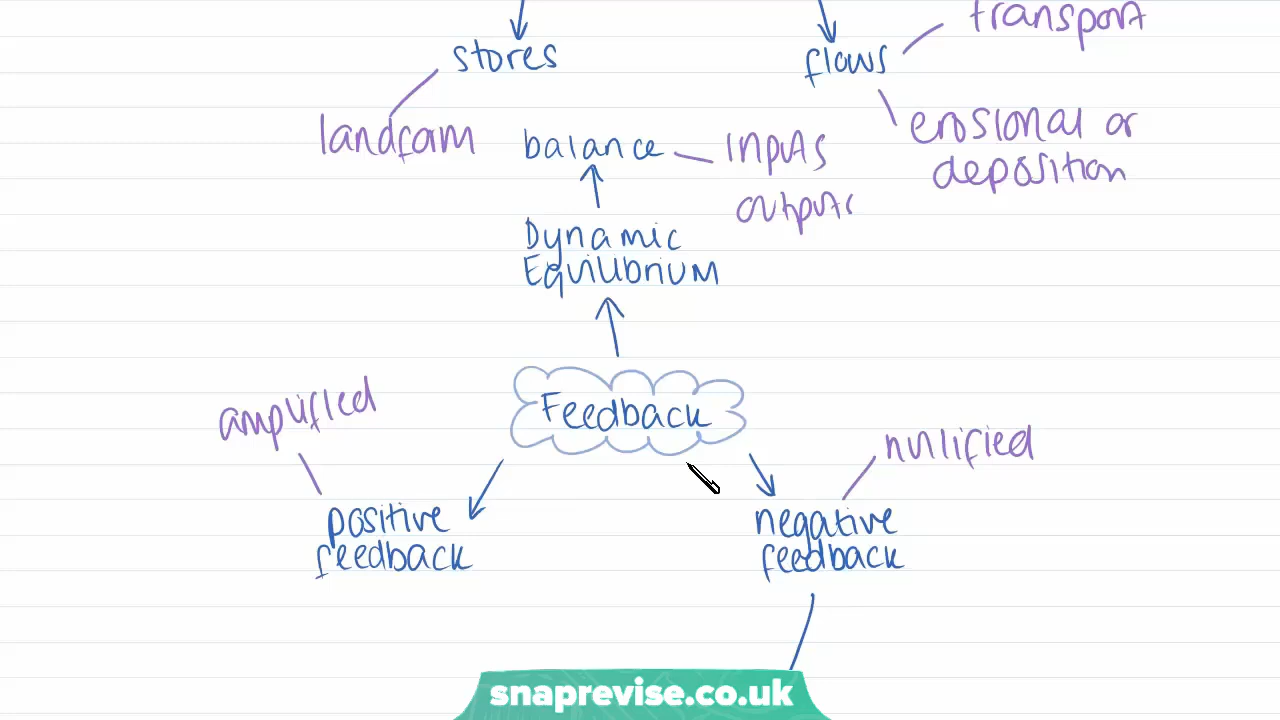 transport
stores
flows
landform
erosional or
deposition
balance
inputs
outputs
Dynamic
Equilibrium
Feedback
amplified
nullified
positive
feedback
negative
feedback
snaprevise.co.uk